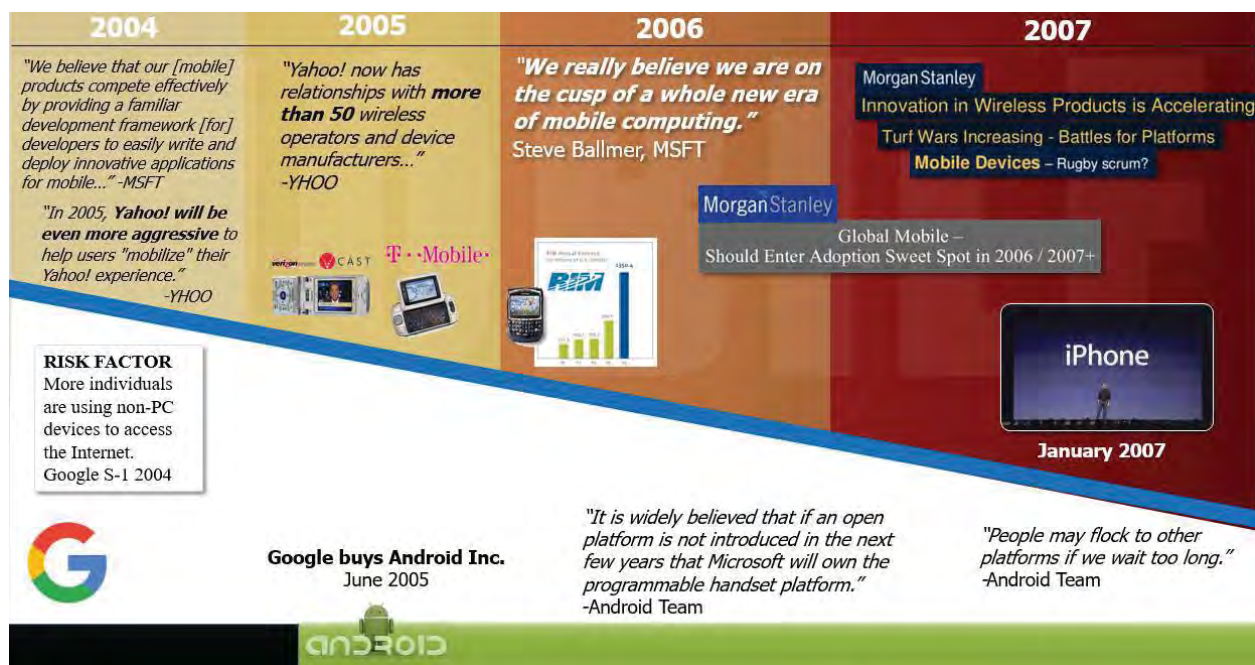 2004
2005
2006
2007
"We believe that our [mobile]
products compete effectively
by providing a familiar
development framework [for]
developers to easily write and
deploy innovative applications
for mobile..." -MSFT
"In 2005, Yahoo! will be
even more aggressive to
help users "mobilize" their
Yahoo! experience."
-YHOO
"Yahoo! now has
relationships with more
than 50 wireless
operators and device
manufacturers..."
-YHOO
verizon
V CAST
T··Mobile·
"We really believe we are on
the cusp of a whole new era
of mobile computing."
Steve Ballmer, MSFT
MorganStanley
Global Mobile –
Should Enter Adoption Sweet Spot in 2006 / 2007+
RIM
MorganStanley
Innovation in Wireless Products is Accelerating
Turf Wars Increasing - Battles for Platforms
Mobile Devices – Rugby scrum?
iPhone
January 2007
RISK FACTOR
More individuals
are using non-PC
devices to access
the Internet.
Google S-1 2004
G
Google buys Android Inc.
June 2005
"It is widely believed that if an open
platform is not introduced in the next
few years that Microsoft will own the
programmable handset platform."
-Android Team
"People may flock to other
platforms if we wait too long."
-Android Team
ANDROID